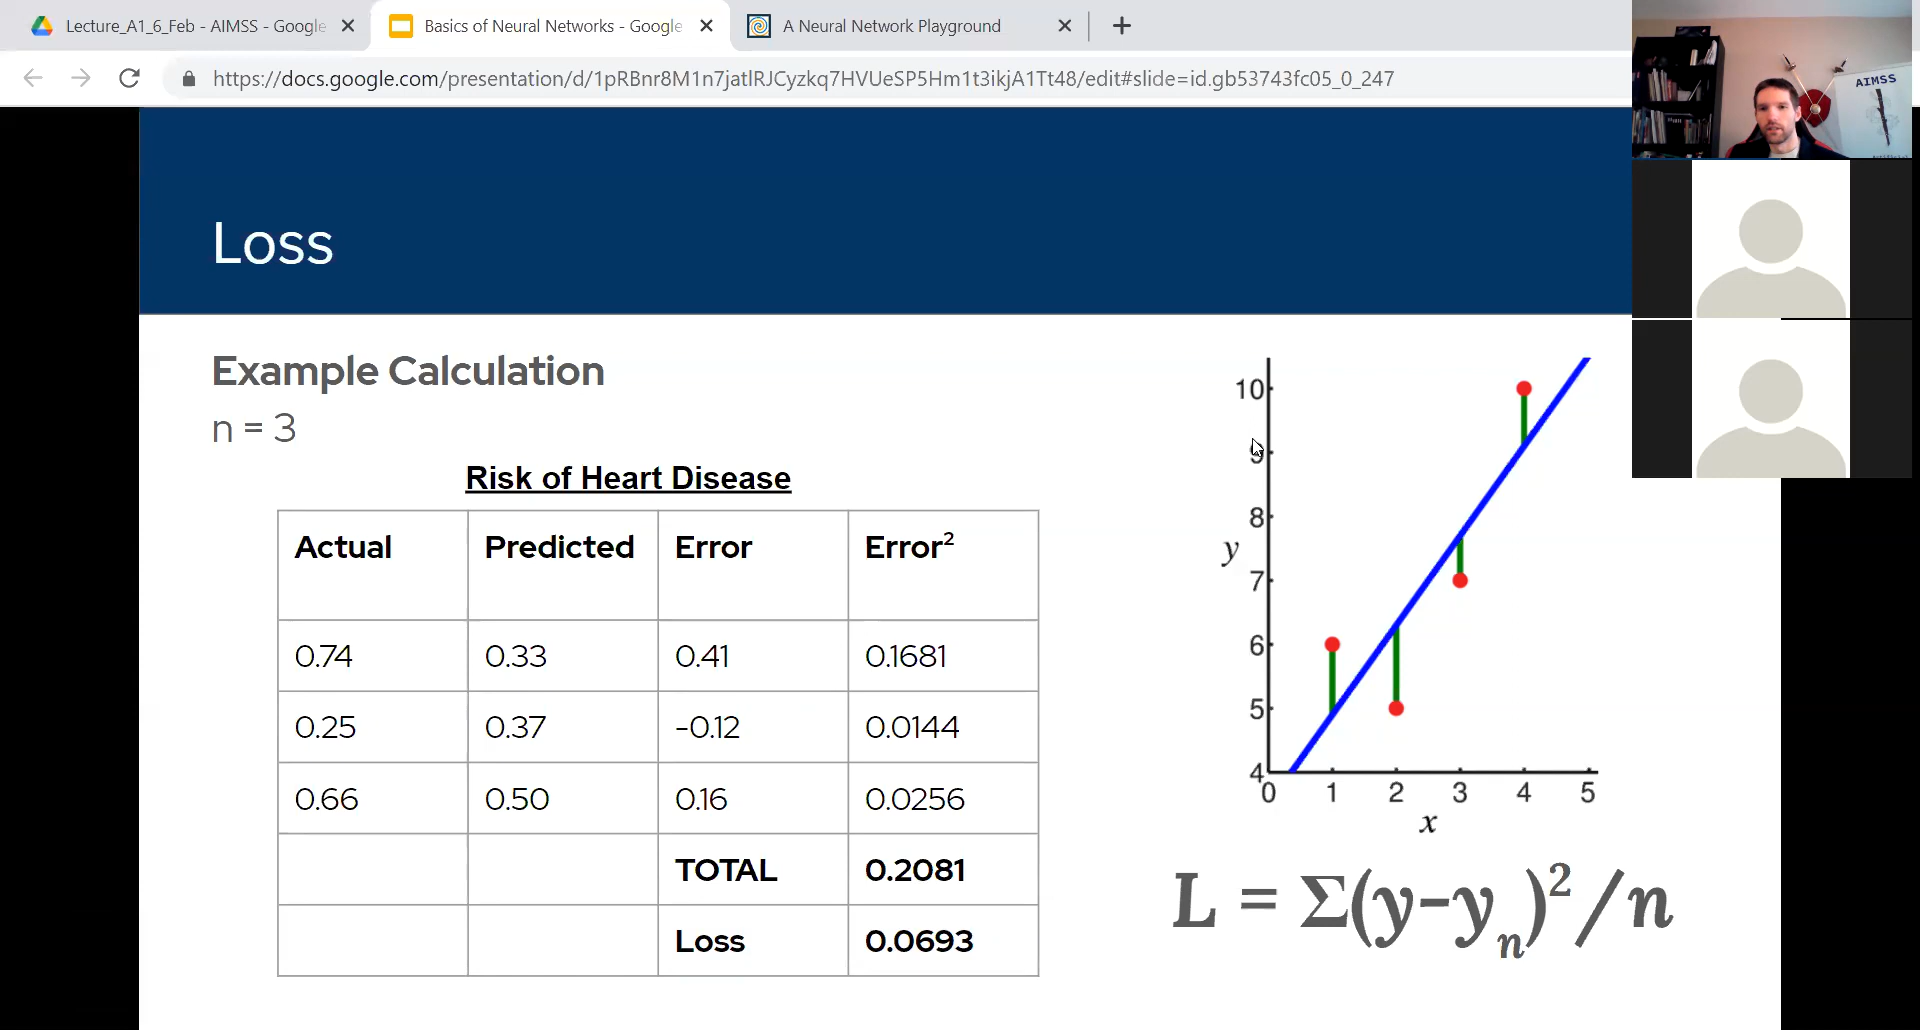 Lecture_A1_6_Feb - AIMSS - Google
Basics of Neural Networks - Google
A Neural Network Playground
https://docs.google.com/presentation/d/1pRBnr8M1n7jatlRJCyzkq7HVUeSP5Hm1t3ikjA1Tt48/edit#slide=id.gb53743fc05_0_247
AIMSS
Loss
Example Calculation
n = 3
Risk of Heart Disease
Actual Predicted Error Error²
0.74 0.33 0.41 0.1681
0.25 0.37 -0.12 0.0144
0.66 0.50 0.16 0.0256
TOTAL 0.2081
Loss 0.0693
10
9
8
y
7
6
5
4
0 1 2 3 4 5
x
L = Σ(y-yₙ)²/n